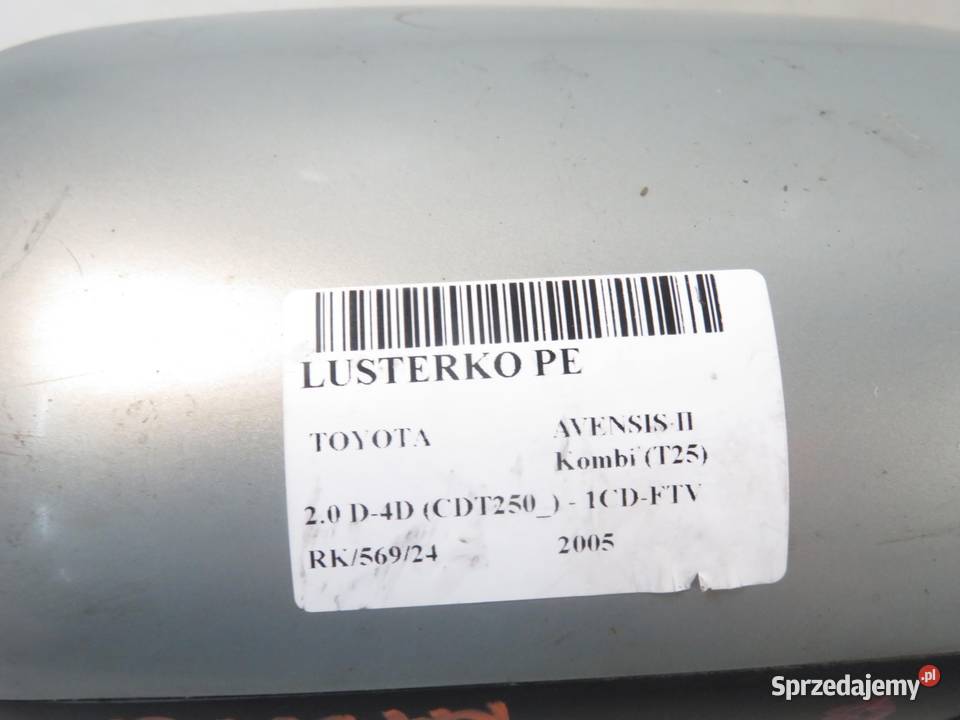 LUSTERKO PE
TOYOTA AVENSIS II
Kombi (T25)
2.0 D-4D (CDT250_) - 1CD-FTV
RK/569/24 2005
Sprzedajemy.pl